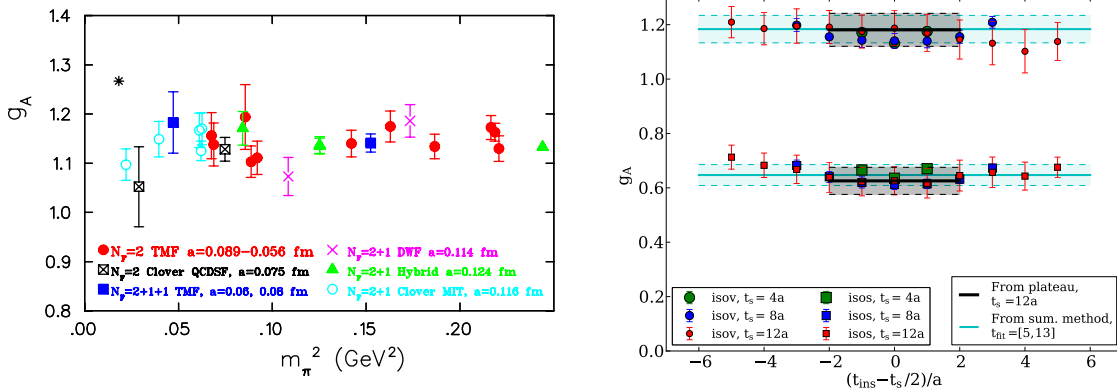 1.4
1.3
1.2
1.1
1.0
0.9
0.8
g_A
N_F=2 TMF a=0.089−0.056 fm
N_F=2 Clover QCDSF, a=0.075 fm
N_F=2+1+1 TMF, a=0.06, 0.08 fm
N_F=2+1 DWF a=0.114 fm
N_F=2+1 Hybrid a=0.124 fm
N_F=2+1 Clover MIT, a=0.116 fm
.00 .05 .10 .15 .20
m_π^2 (GeV^2)
1.2
1.0
0.8
0.6
0.4
0.2
0.0
g_A
isov, t_s = 4a
isov, t_s = 8a
isov, t_s = 12a
isos, t_s = 4a
isos, t_s = 8a
isos, t_s = 12a
From plateau,
t_s = 12a
From sum. method,
t_fit = [5,13]
−6 −4 −2 0 2 4 6
(t_ins − t_s/2)/a